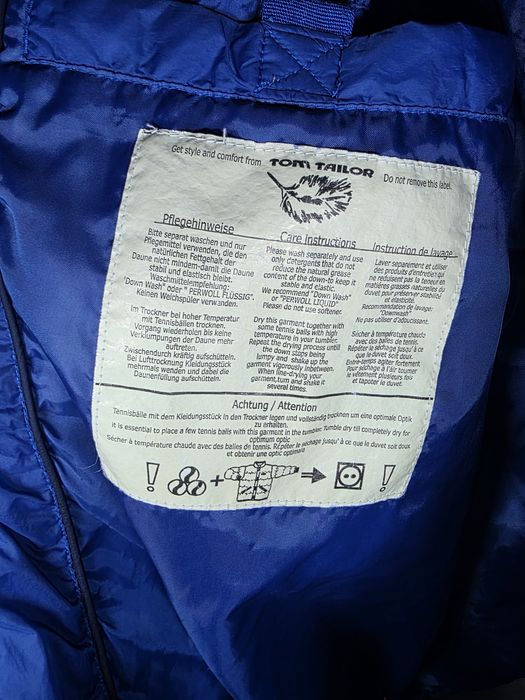 Get style and comfort from TOM TAILOR Do not remove this label.
Pflegehinweise
Bitte separat waschen und nur
Pflegemittel verwenden, die den
natürlichen Fettgehalt der
Daune nicht mindern-damit die Daune
stabil und elastisch bleibt.
Waschmittelempfehlung:
Down Wash" oder " PERWOLL FLÜSSIG".
Keinen Weichspüler verwanden.
Im Trockner bei hoher Temperatur
mit Tennisbällen trocknen.
Vorgang wiederholen bis keine
Verklumpungen der Daune mehr
auftreten.
Zwischendurch kräftig aufschütteln.
Bei Lufttrocknung Kleidungsstück
mehrmals wenden und dabei die
Daunenfüllung aufschütteln.
Care Instructions
Please wash separately and use
only detergents that do not
reduce the natural grease
content of the down-to keep it
stable and elastic.
We recommend "Down Wash"
or "PERWOLL LIQUID"
Please do not use softener.
Dry this garment together with
some tennis balls with high
temperature in your tumbler.
Repeat the drying process until
the down stops being
lumpy and shake up the
garment vigorously inbetween.
When fine-drying your
garment,turn and shake it
several times.
Instruction de lavage
Laver separément et utiliser
des produits d'entretien qui
ne reduisent pas la teneur en
matières grasses naturelles du
duvet pour préserver stabilité
et élasticité.
Recommandation de lavage:
"Downwash"
Ne pas utiliser d'adoucissant.
Sécher à température chaude
avec des balles de tennis.
Répéter le séchage jusqu' à ce
que le duvet soit doux.
Entre-temps agiter fortement
Pour séchage à l'air tourner
le vêtement plusieurs fois
et tapoter le duvet.
Achtung / Attention
Tennisbälle mit dem Kleidungsstück in den Trockner legen und vollständig trocknen um eine optimale Optik
zu erhalten.
It is essential to place a few tennis balls with this garment in the tumbler. Tumble dry till completely dry for
optimum optic
Sécher à température chaude avec des balles de tennis. Répéter le séchage jusqu' à ce que le duvet soit doux
et obtenir une optic optimale
! + ➔ !